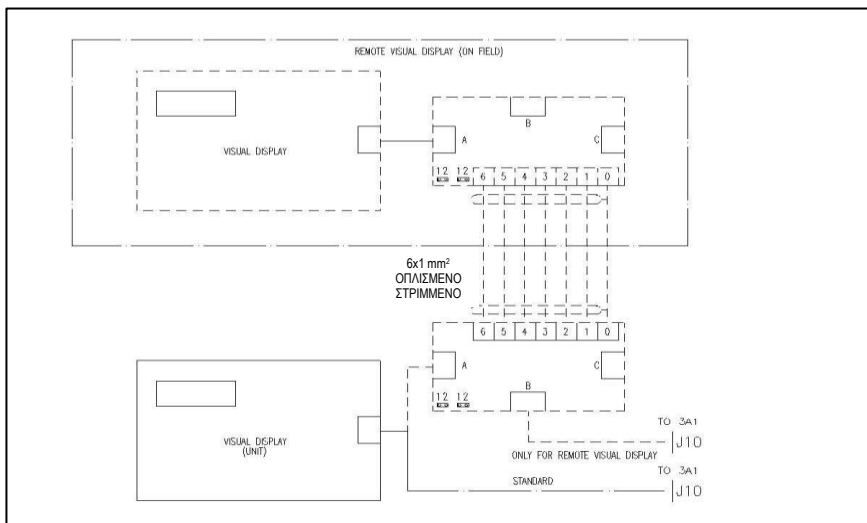 REMOTE VISUAL DISPLAY (ON FIELD)
VISUAL DISPLAY
A
B
C
12 12
6 5 4 3 2 1 0
6x1 mm²
ΟΠΛΙΣΜΕΝΟ
ΣΤΡΙΜΜΕΝΟ
6 5 4 3 2 1 0
A
B
C
12 12
VISUAL DISPLAY
(UNIT)
TO 3A1
J10
ONLY FOR REMOTE VISUAL DISPLAY
TO 3A1
J10
STANDARD